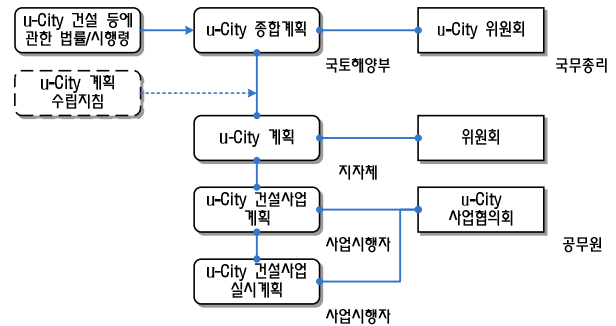 u-City 건설 등에
관한 법률/시행령
u-City 종합계획
u-City 위원회
국토해양부
국무총리
u-City 계획
수립지침
u-City 계획
위원회
지자체
u-City 건설사업
계획
u-City
사업협의회
사업시행자
공무원
u-City 건설사업
실시계획
사업시행자